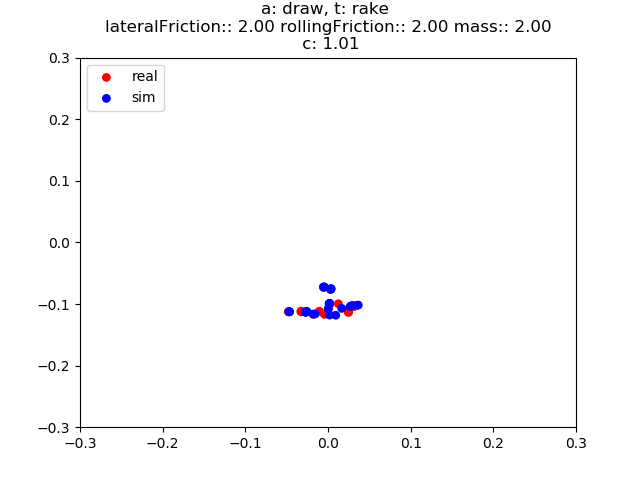 a: draw, t: rake
lateralFriction:: 2.00 rollingFriction:: 2.00 mass:: 2.00
c: 1.01
real
sim
0.3
0.2
0.1
0.0
−0.1
−0.2
−0.3
−0.3 −0.2 −0.1 0.0 0.1 0.2 0.3